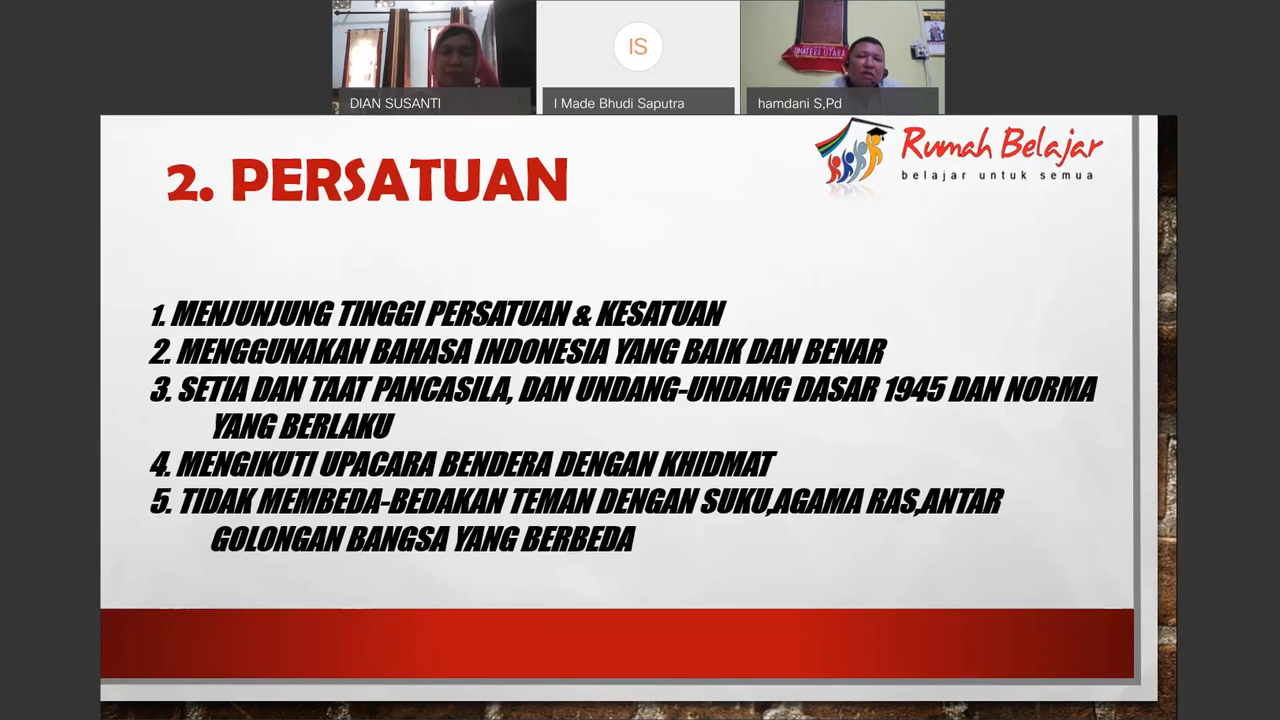 IS
UMATERA UTARA
DIAN SUSANTI
I Made Bhudi Saputra
hamdani S,Pd
Rumah Belajar
belajar untuk semua
2. PERSATUAN
1. MENJUNJUNG TINGGI PERSATUAN & KESATUAN
2. MENGGUNAKAN BAHASA INDONESIA YANG BAIK DAN BENAR
3. SETIA DAN TAAT PANCASILA, DAN UNDANG-UNDANG DASAR 1945 DAN NORMA
YANG BERLAKU
4. MENGIKUTI UPACARA BENDERA DENGAN KHIDMAT
5. TIDAK MEMBEDA-BEDAKAN TEMAN DENGAN SUKU,AGAMA RAS,ANTAR
GOLONGAN BANGSA YANG BERBEDA